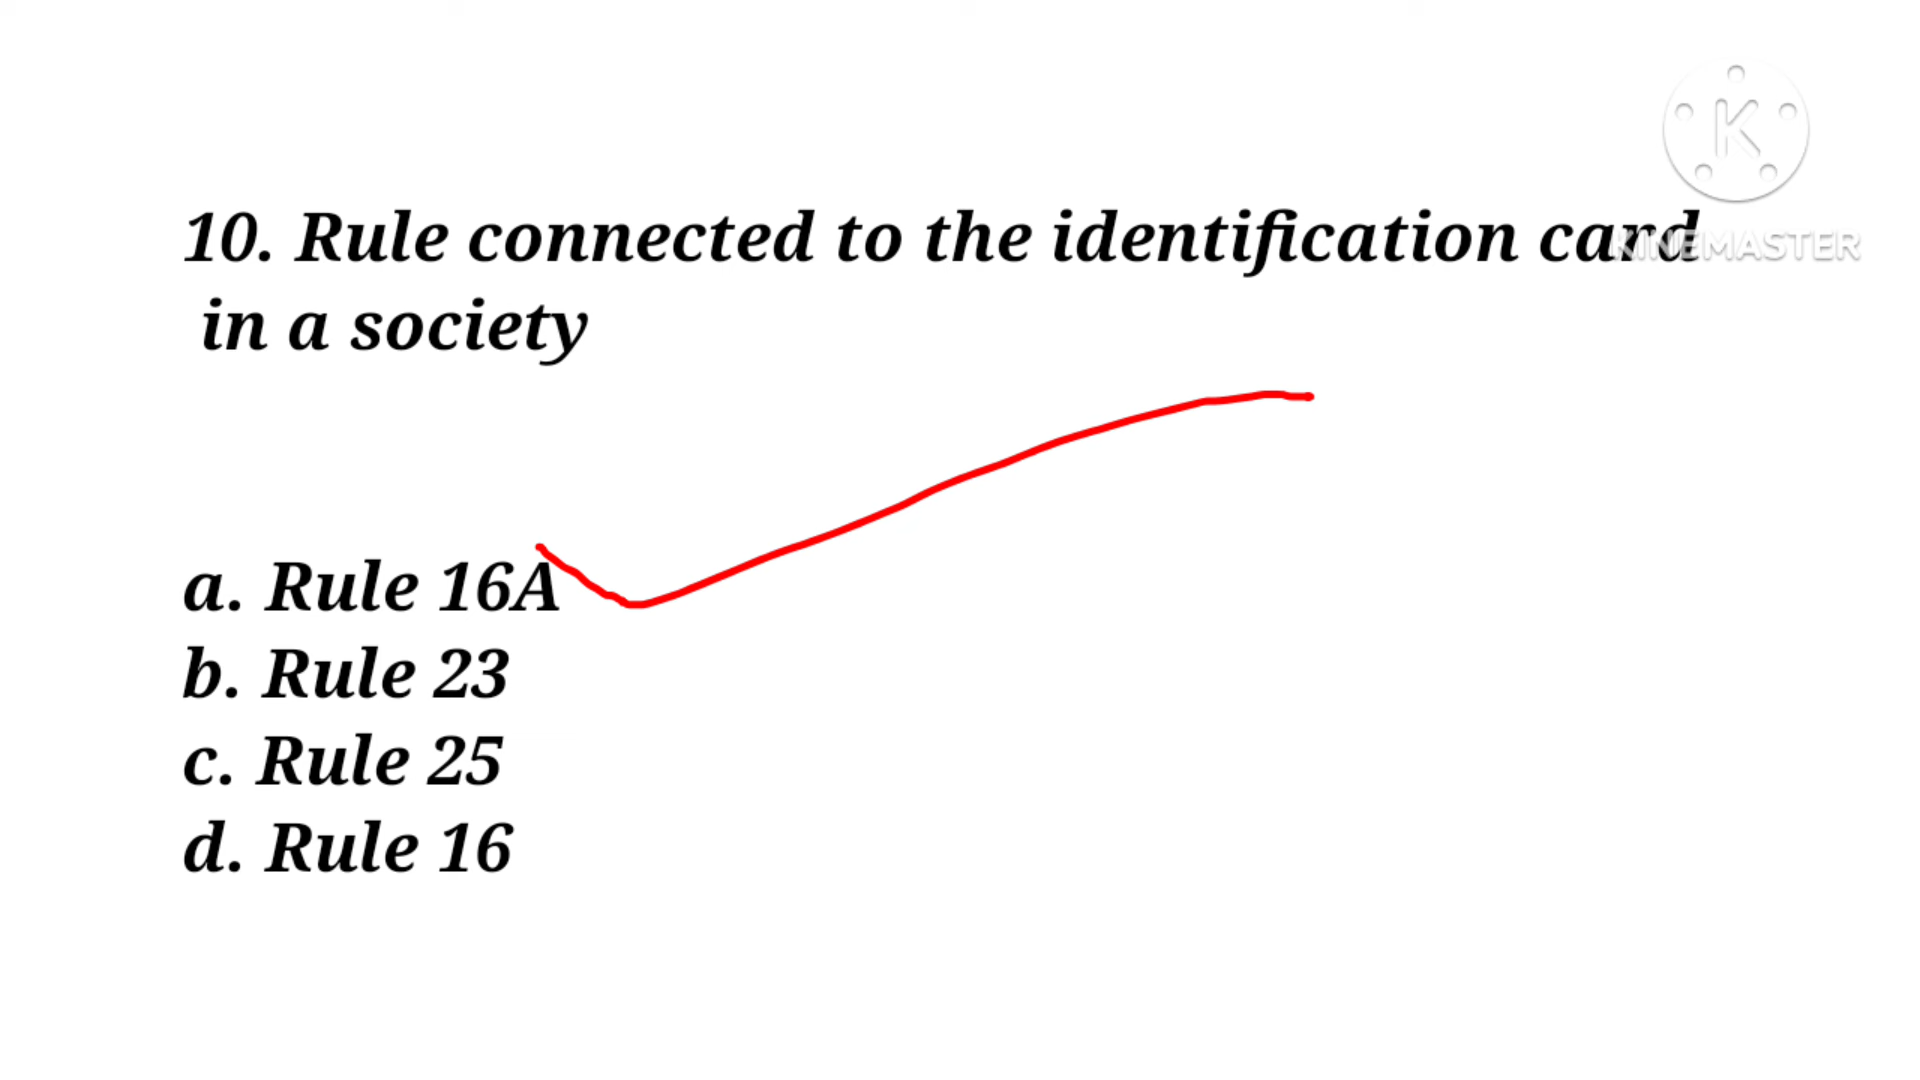 K
10. Rule connected to the identification card
KINEMASTER
in a society
a. Rule 16A
b. Rule 23
c. Rule 25
d. Rule 16